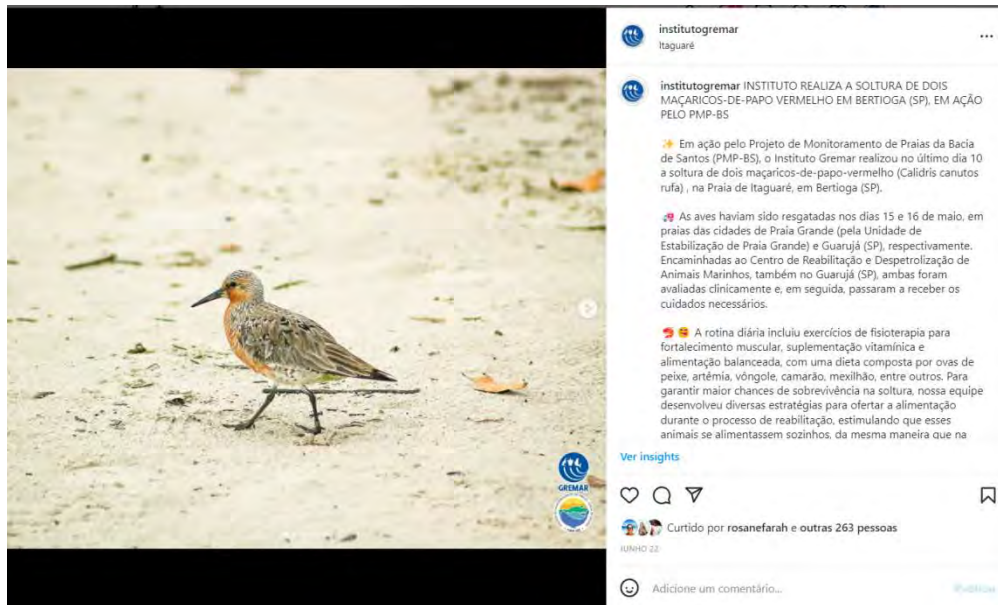 institutogremar
Itaguaré
institutogremar INSTITUTO REALIZA A SOLTURA DE DOIS
MAÇARICOS-DE-PAPO VERMELHO EM BERTIOGA (SP), EM AÇÃO
PELO PMP-BS
✨ Em ação pelo Projeto de Monitoramento de Praias da Bacia
de Santos (PMP-BS), o Instituto Gremar realizou no último dia 10
a soltura de dois maçaricos-de-papo-vermelho (Calidris canutos
rufa) , na Praia de Itaguaré, em Bertioga (SP).
As aves haviam sido resgatadas nos dias 15 e 16 de maio, em
praias das cidades de Praia Grande (pela Unidade de
Estabilização de Praia Grande) e Guarujá (SP), respectivamente.
Encaminhadas ao Centro de Reabilitação e Despetrolização de
Animais Marinhos, também no Guarujá (SP), ambas foram
avaliadas clinicamente e, em seguida, passaram a receber os
cuidados necessários.
A rotina diária incluiu exercícios de fisioterapia para
fortalecimento muscular, suplementação vitamínica e
alimentação balanceada, com uma dieta composta por ovas de
peixe, artêmia, vôngole, camarão, mexilhão, entre outros. Para
garantir maior chances de sobrevivência na soltura, nossa equipe
desenvolveu diversas estratégias para ofertar a alimentação
durante o processo de reabilitação, estimulando que esses
animais se alimentassem sozinhos, da mesma maneira que na
GREMAR
Ver insights
Curtido por rosanefarah e outras 263 pessoas
JUNHO 22
Adicione um comentário...